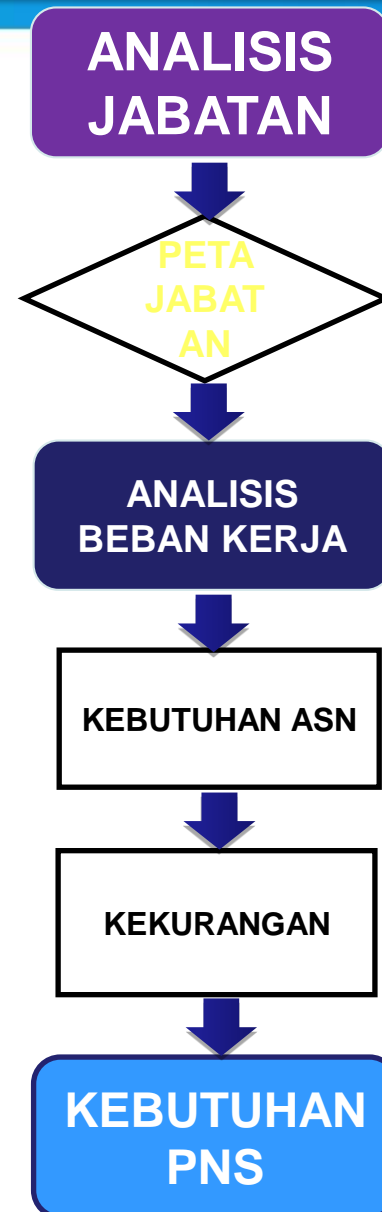 ANALISIS
JABATAN
PETA
JABAT
AN
ANALISIS
BEBAN KERJA
KEBUTUHAN ASN
KEKURANGAN
KEBUTUHAN
PNS